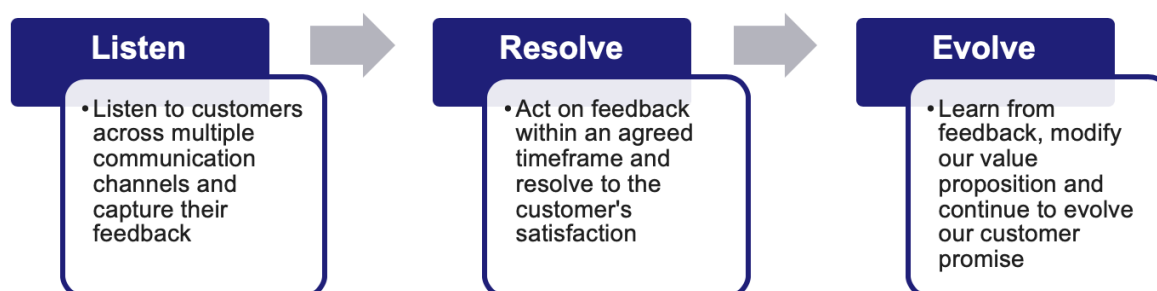 Listen
•Listen to customers
across multiple
communication
channels and
capture their
feedback
Resolve
•Act on feedback
within an agreed
timeframe and
resolve to the
customer's
satisfaction
Evolve
•Learn from
feedback, modify
our value
proposition and
continue to evolve
our customer
promise